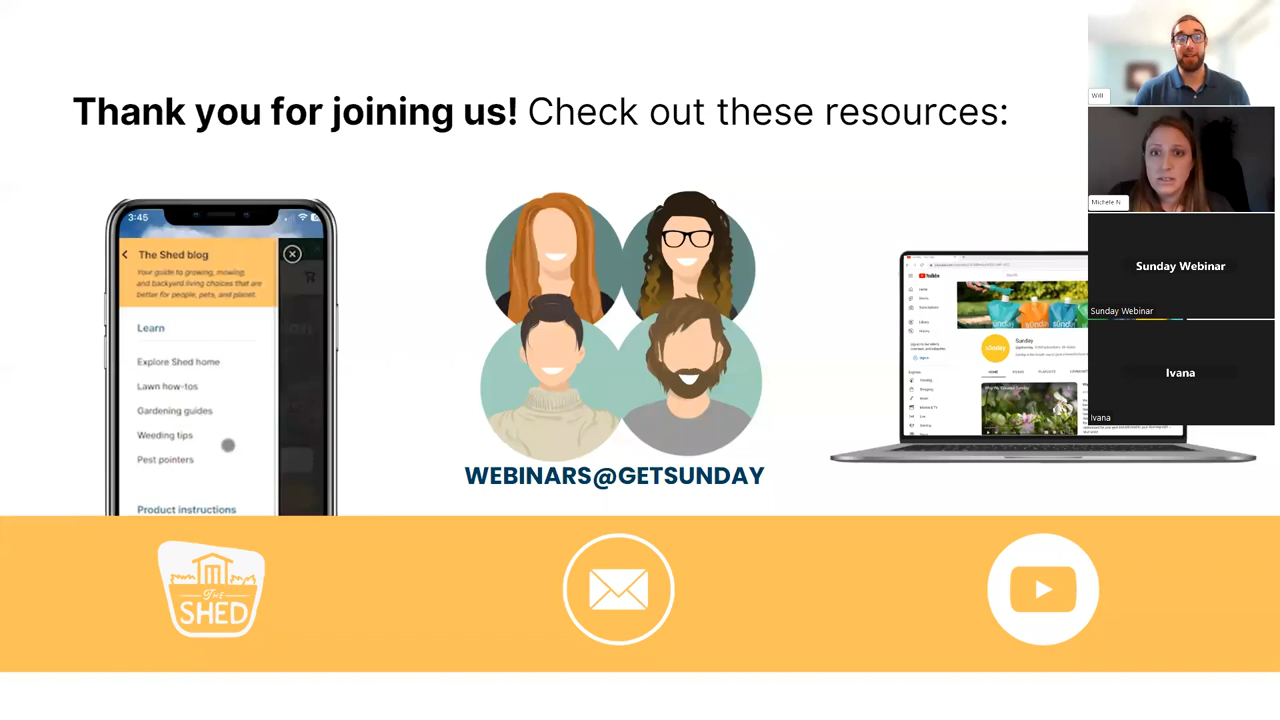 Thank you for joining us! Check out these resources:
3:45
The Shed blog
Your guide to growing, mowing,
and backyard living choices that are
better for people, pets, and planet.
Learn
Explore Shed home
Lawn how-tos
Gardening guides
Weeding tips
Pest pointers
Product instructions
WEBINARS@GETSUNDAY
YouTube
sunday
Sunday
HOME
Will
Michele N
Sunday Webinar
Sunday Webinar
Ivana
Ivana
The
SHED